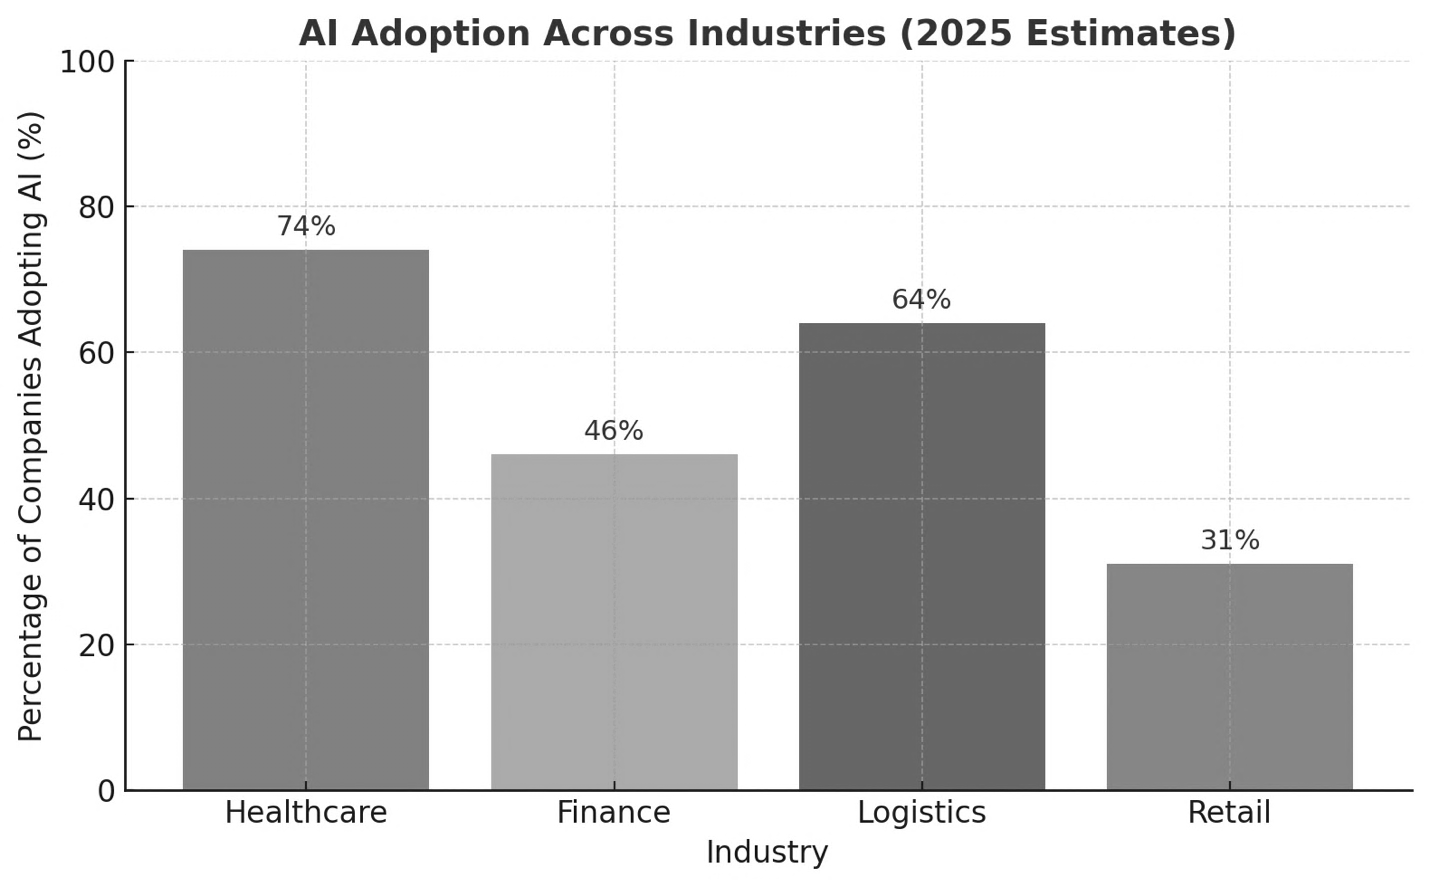 AI Adoption Across Industries (2025 Estimates)
Percentage of Companies Adopting AI (%)
100
80
60
40
20
0
74%
46%
64%
31%
Healthcare
Finance
Logistics
Retail
Industry